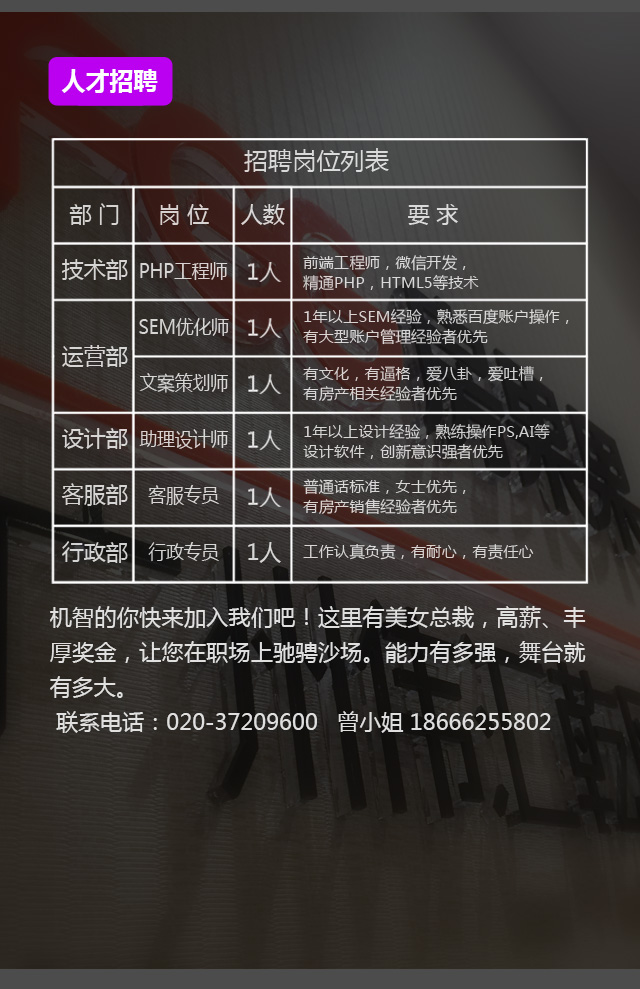 人才招聘
招聘岗位列表
部门 岗位 人数 要求
技术部 PHP工程师 1人 前端工程师，微信开发，
精通PHP，HTML5等技术
运营部
SEM优化师 1人 1年以上SEM经验，熟悉百度账户操作，
有大型账户管理经验者优先
文案策划师 1人 有文化，有逼格，爱八卦，爱吐槽，
有房产相关经验者优先
设计部 助理设计师 1人 1年以上设计经验，熟练操作PS,AI等
设计软件，创新意识强者优先
客服部 客服专员 1人 普通话标准，女士优先，
有房产销售经验者优先
行政部 行政专员 1人 工作认真负责，有耐心，有责任心
机智的你快来加入我们吧！这里有美女总裁，高薪、丰
厚奖金，让您在职场上驰骋沙场。能力有多强，舞台就
有多大。
联系电话：020-37209600 曾小姐 18666255802